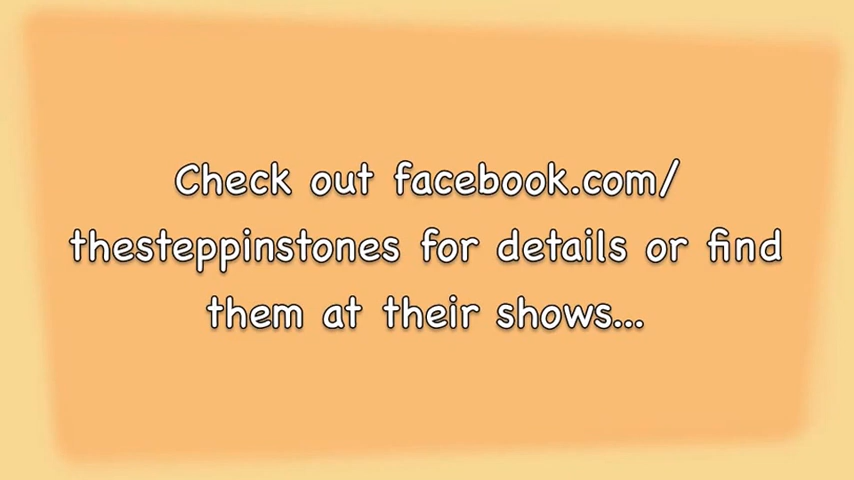 Check out facebook.com/
thesteppinstones for details or find
them at their shows...